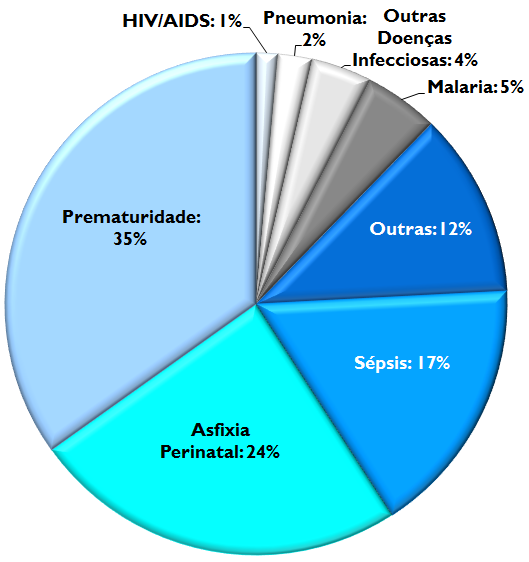 HIV/AIDS: 1%
Pneumonia:
2%
Outras
Doenças
Infecciosas: 4%
Malaria: 5%
Outras: 12%
Sépsis: 17%
Asfixia
Perinatal: 24%
Prematuridade:
35%